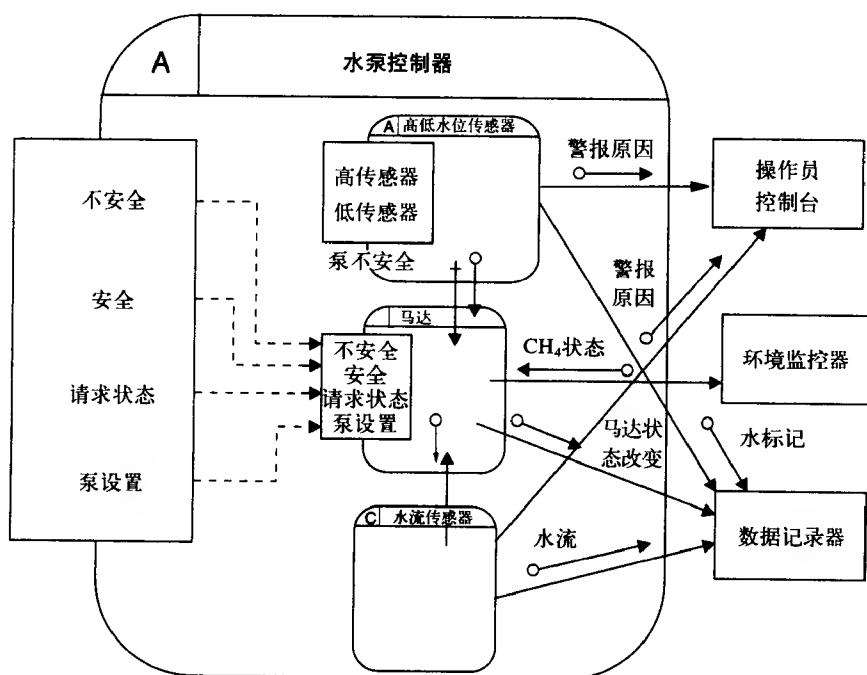 A
水泵控制器
A
高低水位传感器
高传感器
低传感器
泵不安全
警报原因
操作员
控制台
不安全
安全
请求状态
泵设置
马达
不安全
安全
请求状态
泵设置
CH₄状态
警报
原因
环境监控器
马达状
态改变
水标记
C
水流传感器
水流
数据记录器